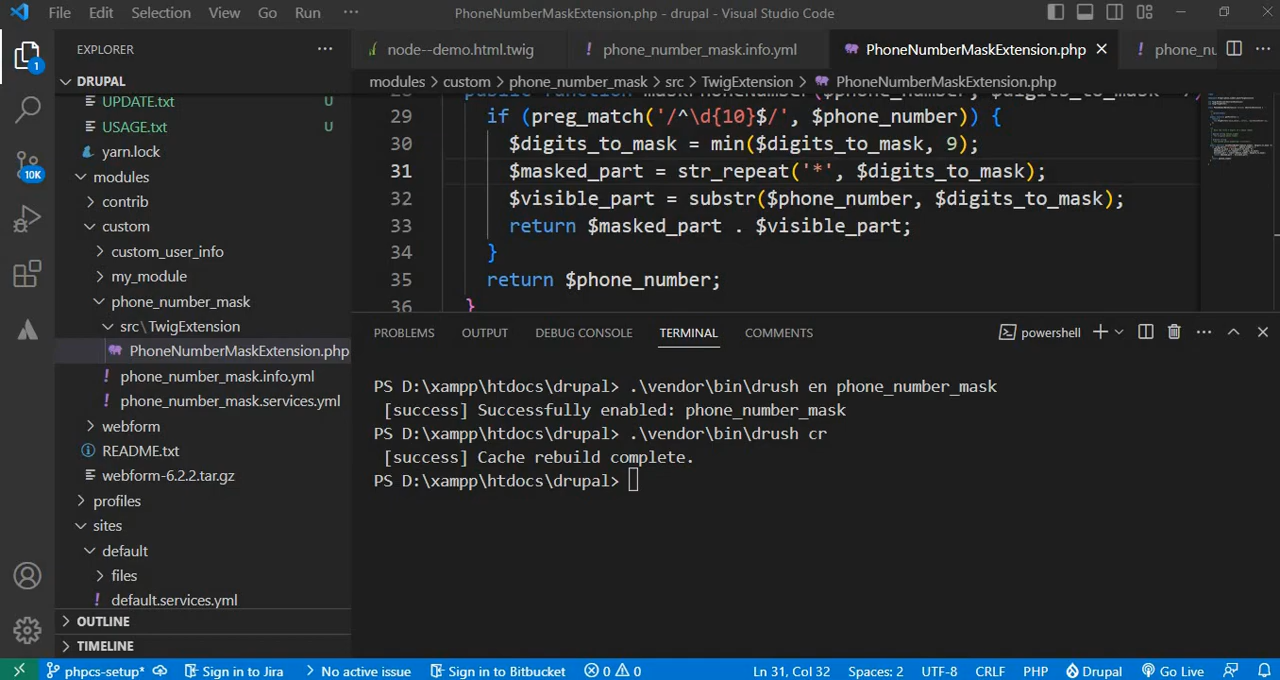 File Edit Selection View Go Run ··· PhoneNumberMaskExtension.php - drupal - Visual Studio Code
EXPLORER ···
node--demo.html.twig ! phone_number_mask.info.yml PhoneNumberMaskExtension.php ! phone_nu
1
DRUPAL
modules > custom > phone_number_mask > src > TwigExtension > PhoneNumberMaskExtension.php
UPDATE.txt U
USAGE.txt U
yarn.lock
10K
modules
contrib
custom
custom_user_info
my_module
phone_number_mask
src\TwigExtension
PhoneNumberMaskExtension.php
! phone_number_mask.info.yml
! phone_number_mask.services.yml
webform
README.txt
webform-6.2.2.tar.gz
profiles
sites
default
files
! default.services.yml
OUTLINE
TIMELINE
29 if (preg_match('/^\d{10}$/', $phone_number)) {
30 $digits_to_mask = min($digits_to_mask, 9);
31 $masked_part = str_repeat('*', $digits_to_mask);
32 $visible_part = substr($phone_number, $digits_to_mask);
33 return $masked_part . $visible_part;
34 }
35 return $phone_number;
36 }
PROBLEMS OUTPUT DEBUG CONSOLE TERMINAL COMMENTS powershell
PS D:\xampp\htdocs\drupal> .\vendor\bin\drush en phone_number_mask
[success] Successfully enabled: phone_number_mask
PS D:\xampp\htdocs\drupal> .\vendor\bin\drush cr
[success] Cache rebuild complete.
PS D:\xampp\htdocs\drupal>
phpcs-setup* Sign in to Jira No active issue Sign in to Bitbucket 0 0 Ln 31, Col 32 Spaces: 2 UTF-8 CRLF PHP Drupal Go Live